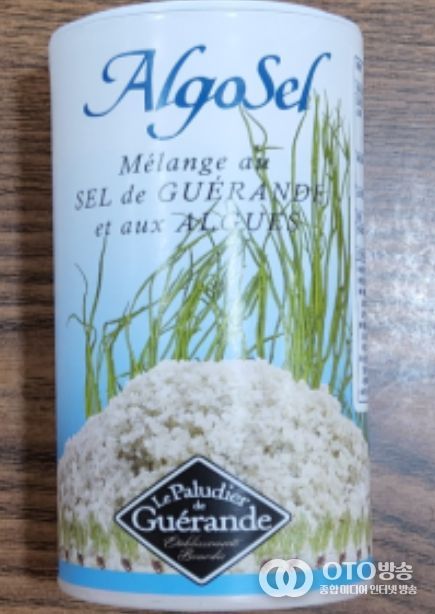 AlgoSel
Mélange au
SEL de GUÉRANDE
et aux ALGUES
Le Paludier
de
Guérande
OTO방송
종합 미디어 인터넷 방송